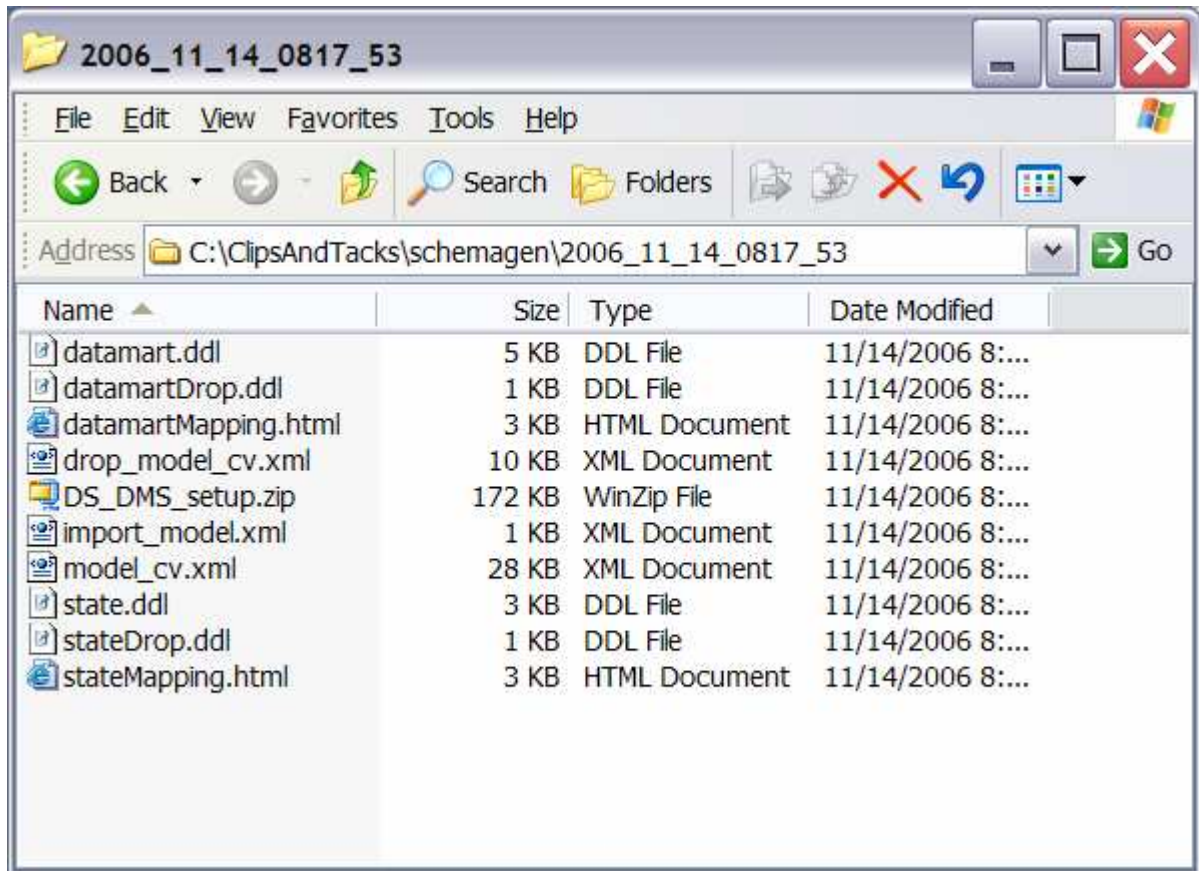 2006_11_14_0817_53
File Edit View Favorites Tools Help
Back Search Folders
Address C:\ClipsAndTacks\schemagen\2006_11_14_0817_53 Go
Name Size Type Date Modified
datamart.ddl 5 KB DDL File 11/14/2006 8:...
datamartDrop.ddl 1 KB DDL File 11/14/2006 8:...
datamartMapping.html 3 KB HTML Document 11/14/2006 8:...
drop_model_cv.xml 10 KB XML Document 11/14/2006 8:...
DS_DMS_setup.zip 172 KB WinZip File 11/14/2006 8:...
import_model.xml 1 KB XML Document 11/14/2006 8:...
model_cv.xml 28 KB XML Document 11/14/2006 8:...
state.ddl 3 KB DDL File 11/14/2006 8:...
stateDrop.ddl 1 KB DDL File 11/14/2006 8:...
stateMapping.html 3 KB HTML Document 11/14/2006 8:...